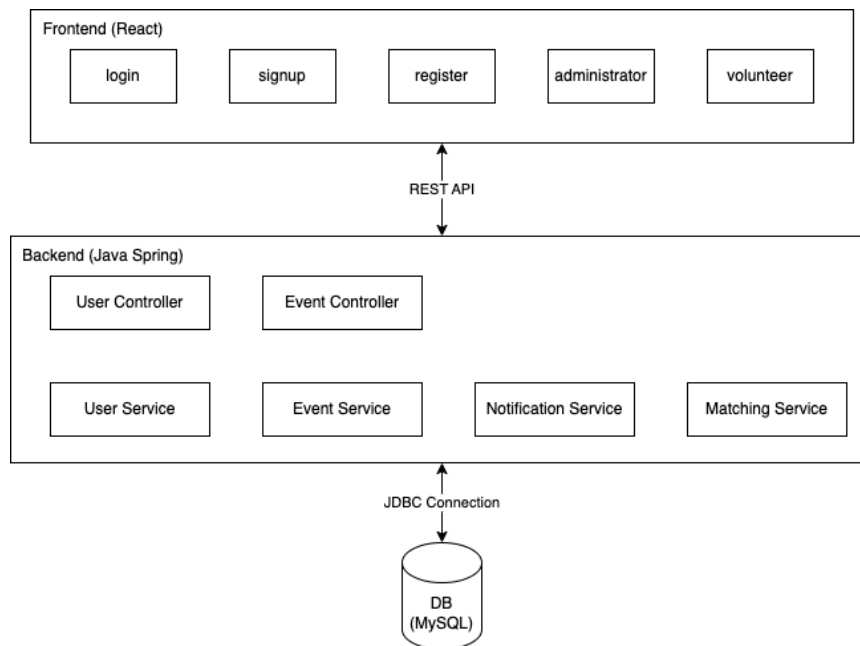 Frontend (React)
login
signup
register
administrator
volunteer
REST API
Backend (Java Spring)
User Controller
Event Controller
User Service
Event Service
Notification Service
Matching Service
JDBC Connection
DB
(MySQL)